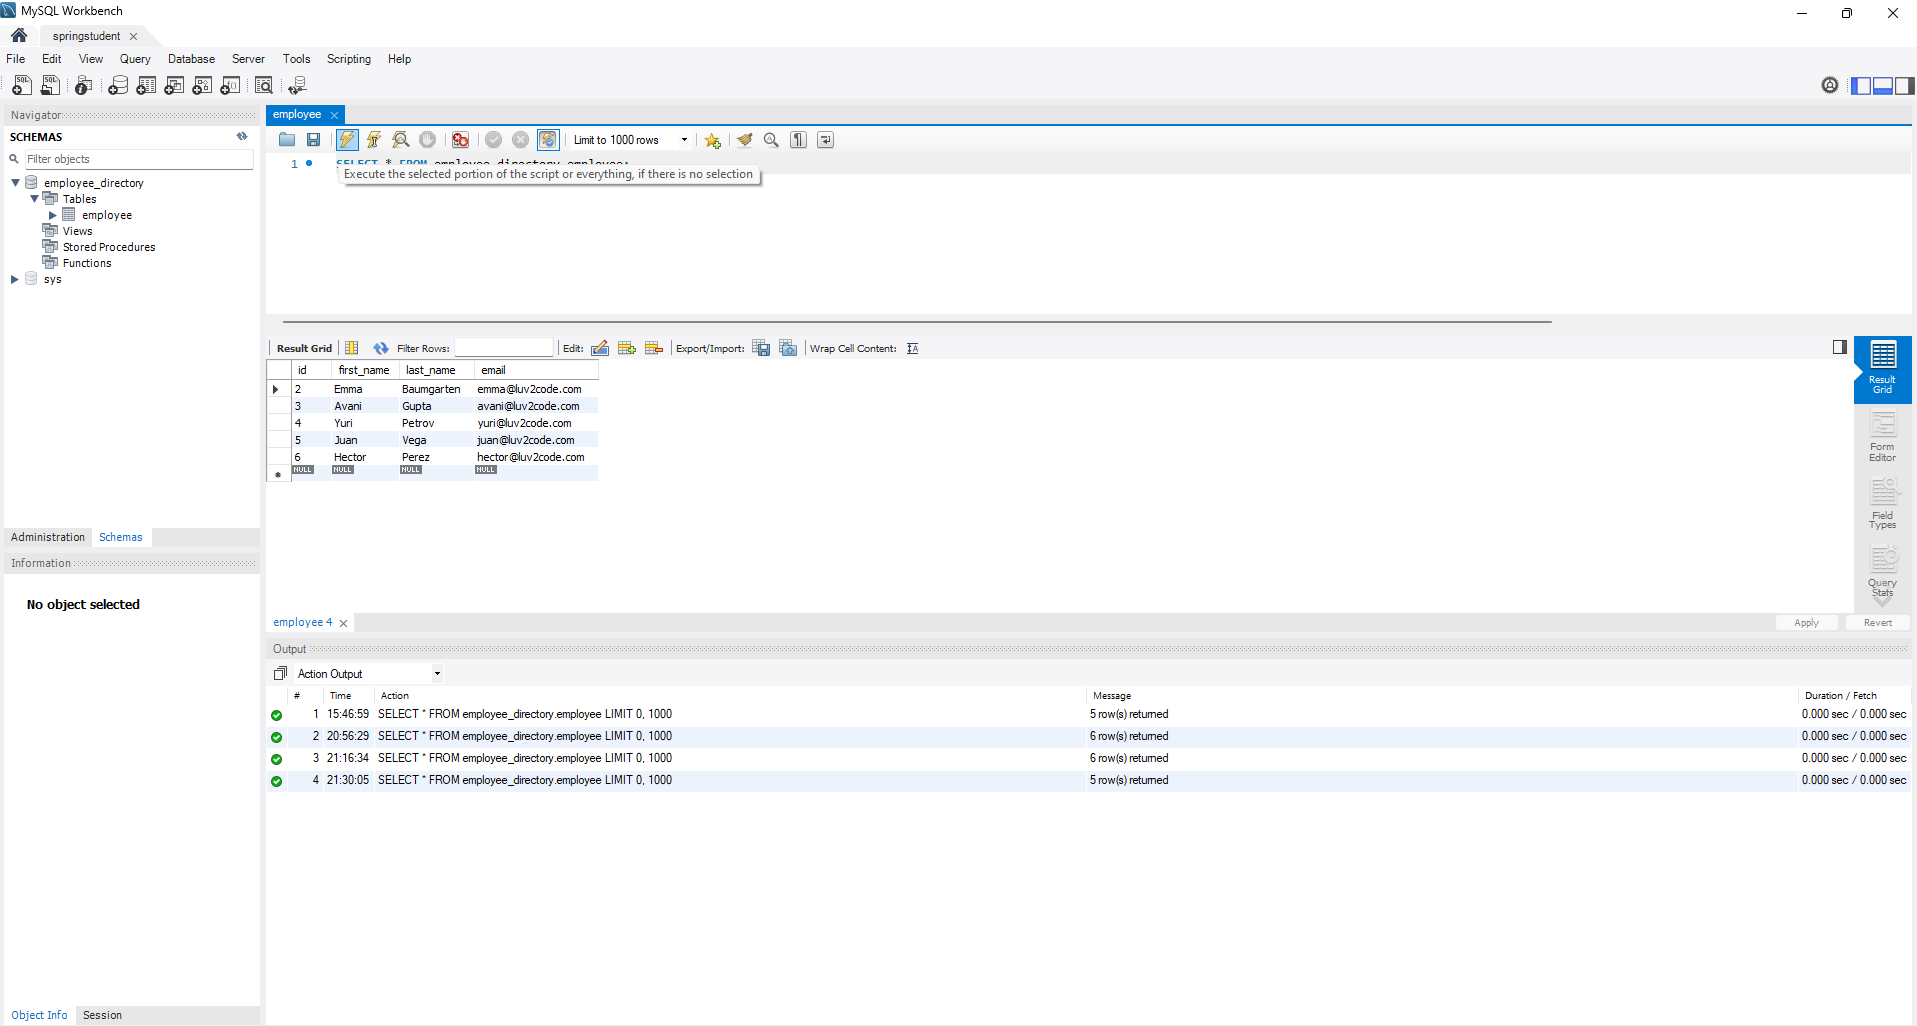 MySQL Workbench
springstudent
File Edit View Query Database Server Tools Scripting Help
Navigator
SCHEMAS
Filter objects
employee_directory
Tables
employee
Views
Stored Procedures
Functions
sys
Administration Schemas
Information
No object selected
Object Info Session
employee
Limit to 1000 rows
1 SELECT * FROM employee_directory.employee;
Execute the selected portion of the script or everything, if there is no selection
Result Grid Filter Rows: Edit: Export/Import: Wrap Cell Content:
id first_name last_name email
2 Emma Baumgarten emma@luv2code.com
3 Avani Gupta avani@luv2code.com
4 Yuri Petrov yuri@luv2code.com
5 Juan Vega juan@luv2code.com
6 Hector Perez hector@luv2code.com
NULL NULL NULL NULL
Result
Grid
Form
Editor
Field
Types
Query
Stats
employee 4 Apply Revert
Output
Action Output
# Time Action Message Duration / Fetch
1 15:46:59 SELECT * FROM employee_directory.employee LIMIT 0, 1000 5 row(s) returned 0.000 sec / 0.000 sec
2 20:56:29 SELECT * FROM employee_directory.employee LIMIT 0, 1000 6 row(s) returned 0.000 sec / 0.000 sec
3 21:16:34 SELECT * FROM employee_directory.employee LIMIT 0, 1000 6 row(s) returned 0.000 sec / 0.000 sec
4 21:30:05 SELECT * FROM employee_directory.employee LIMIT 0, 1000 5 row(s) returned 0.000 sec / 0.000 sec